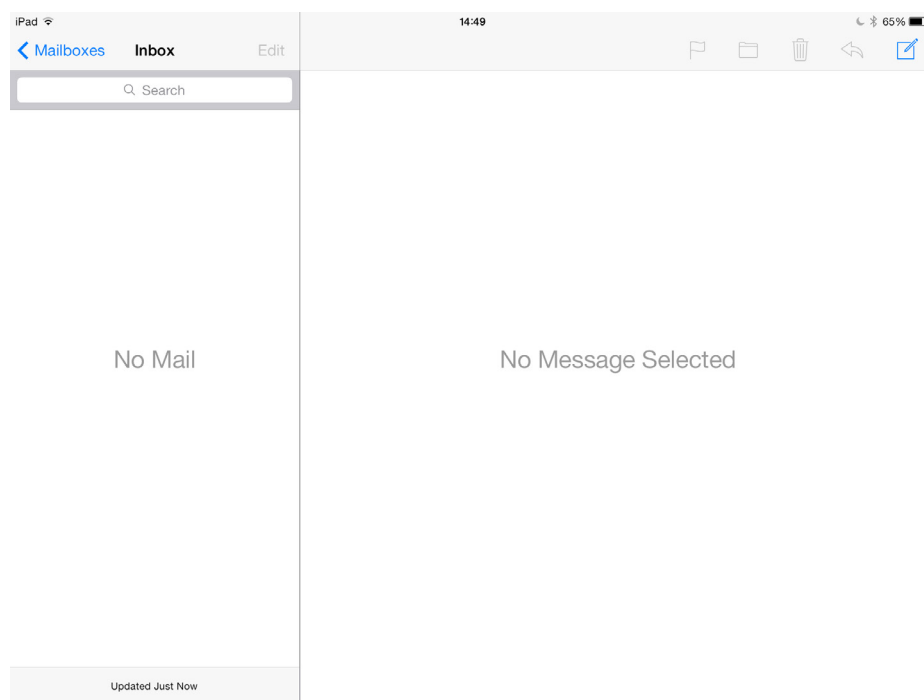 iPad 14:49 65%
Mailboxes Inbox Edit
Search
No Mail
No Message Selected
Updated Just Now